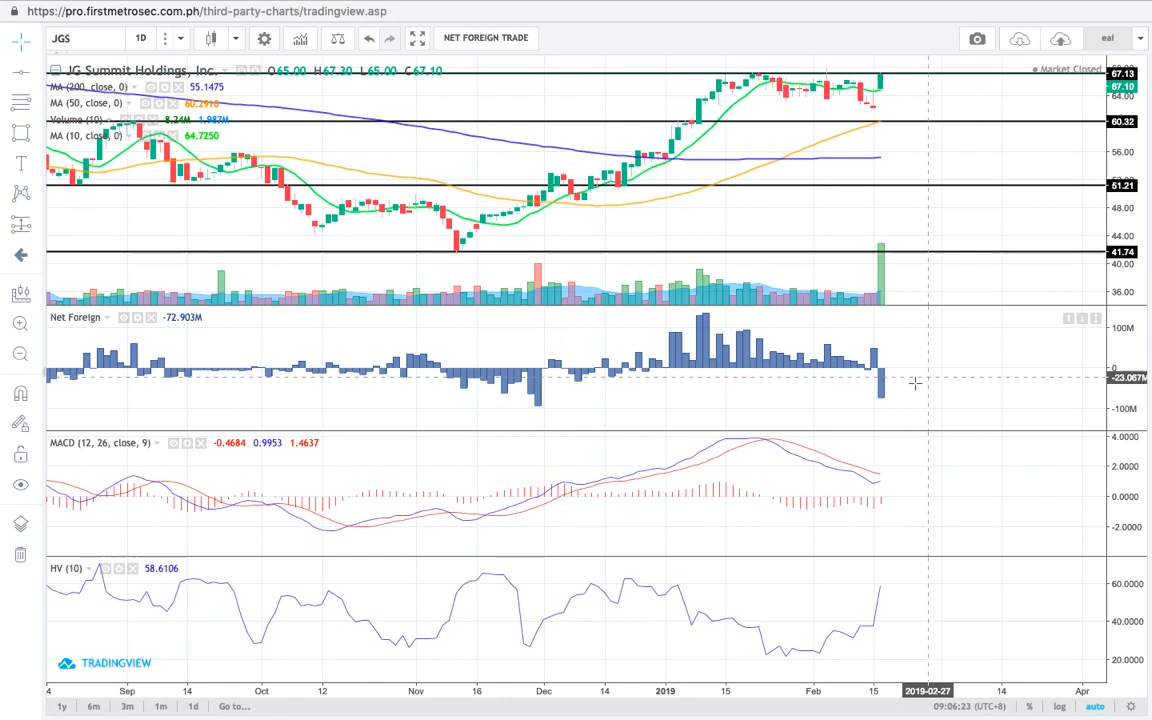 https://pro.firstmetrosec.com.ph/third-party-charts/tradingview.asp
JGS 1D NET FOREIGN TRADE eai
JG Summit Holdings, Inc. O65.00 H67.30 L65.00 C67.10
Market Closed
MA (200, close, 0) 55.1475
MA (50, close, 0) 60.2910
Volume (10) 8.24M 1.987M
MA (10, close, 0) 64.7250
67.13
67.10
64.00
60.32
56.00
51.21
48.00
44.00
41.74
40.00
36.00
Net Foreign -72.903M
100M
0
-23.067M
-100M
MACD (12, 26, close, 9) -0.4684 0.9953 1.4637
4.0000
2.0000
0.0000
-2.0000
HV (10) 58.6106
60.0000
40.0000
20.0000
TRADINGVIEW
4 Sep 14 Oct 12 Nov 16 Dec 14 2019 15 Feb 15 2019-02-27 14 Apr
1y 6m 3m 1m 1d Go to... 09:06:23 (UTC+8) % log auto